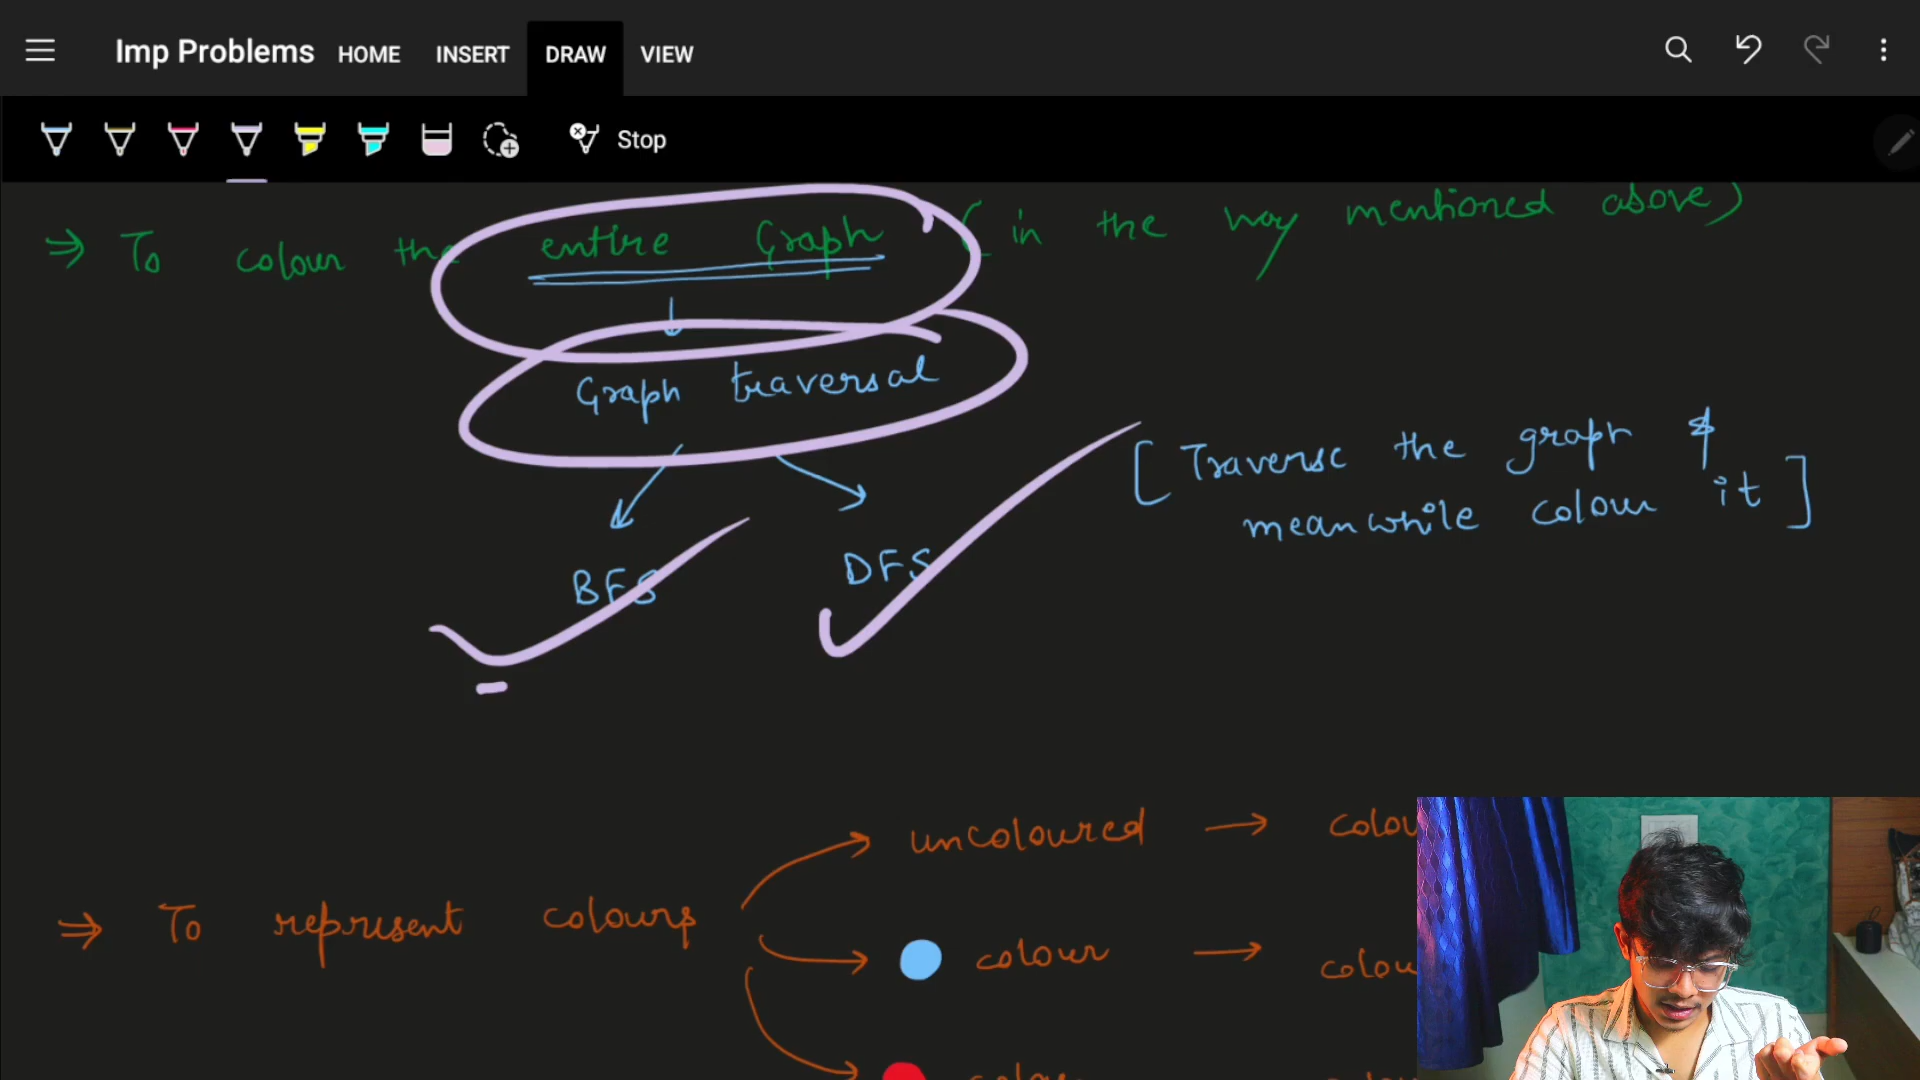 Imp Problems HOME INSERT DRAW VIEW
Stop
⇒ To colour the entire Graph (in the way mentioned above)
↓
Graph traversal
[Traverse the graph &
meanwhile colour it]
BFS DFS
uncoloured →
⇒ To represent colours
colour →